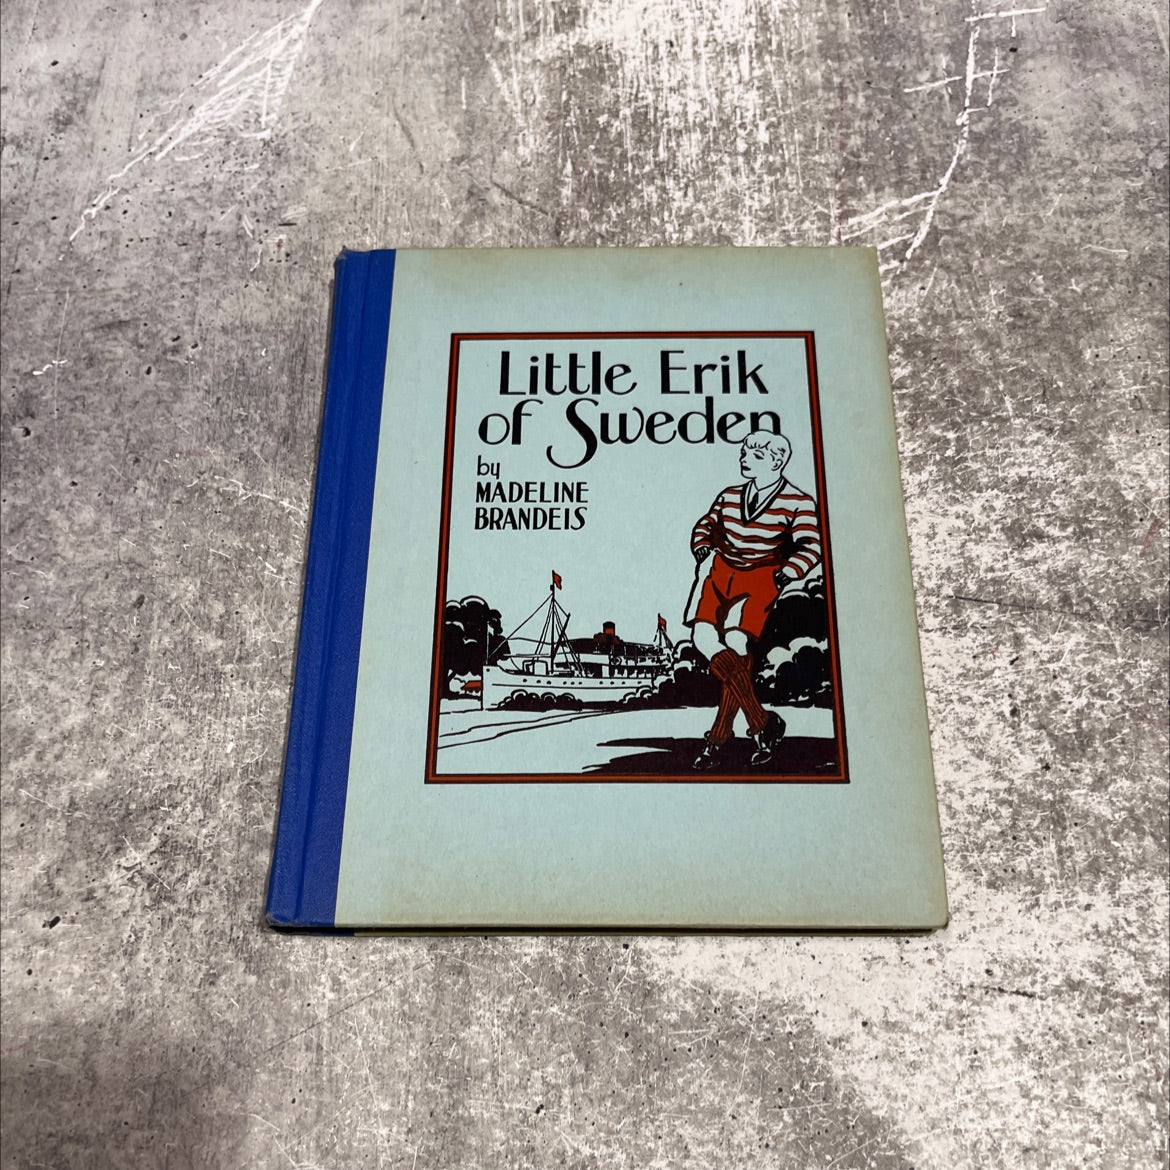 Little Erik
of Sweden
by
MADELINE
BRANDEIS